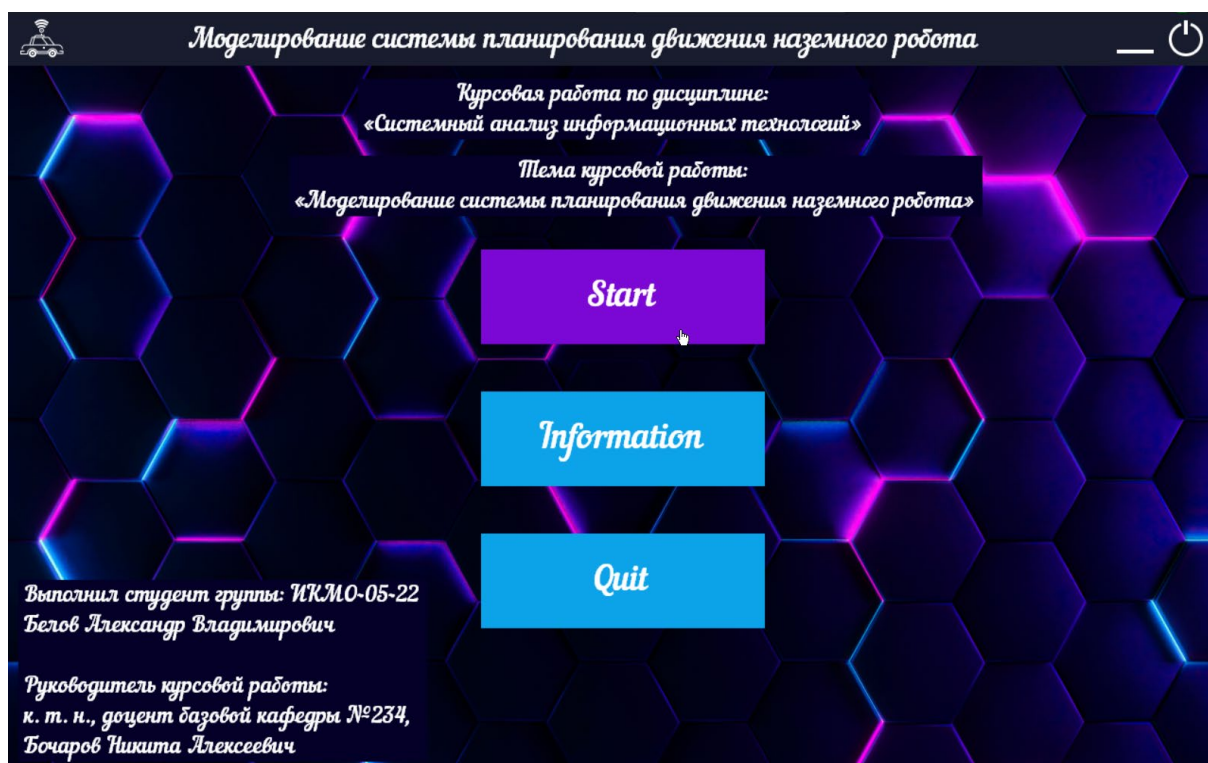 Моделирование системы планирования движения наземного робота
Курсовая работа по дисциплине:
«Системный анализ информационных технологий»
Тема курсовой работы:
«Моделирование системы планирования движения наземного робота»
Start
Information
Quit
Выполнил студент группы: ИКМО-05-22
Белов Александр Владимирович
Руководитель курсовой работы:
к. т. н., доцент базовой кафедры №234,
Бочаров Никита Алексеевич